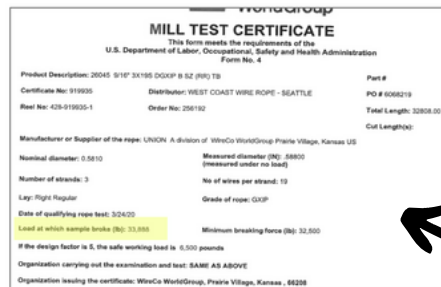 WorldGroup
MILL TEST CERTIFICATE
This form meets the requirements of the
U.S. Department of Labor, Occupational, Safety and Health Administration
Form No. 4
Product Description: 26045 9/16" 3X19S DGXIP B SZ (RR) TB Part #
Certificate No: 919935 Distributor: WEST COAST WIRE ROPE - SEATTLE PO # 6068219
Reel No: 428-919935-1 Order No: 256192 Total Length: 32808.00
Cut Length(s):
Manufacturer or Supplier of the rope: UNION A division of WireCo WorldGroup Prairie Village, Kansas US
Nominal diameter: 0.5810 Measured diameter (IN): .58800
(measured under no load)
Number of strands: 3 No of wires per strand: 19
Lay: Right Regular Grade of rope: GXIP
Date of qualifying rope test: 3/24/20
Load at which sample broke (lb): Minimum breaking force (lb): 32,500
If the design factor is 5, the safe working load is 6,500 pounds
Organization carrying out the examination and test: SAME AS ABOVE
Organization issuing the certificate: WireCo WorldGroup, Prairie Village, Kansas , 66208